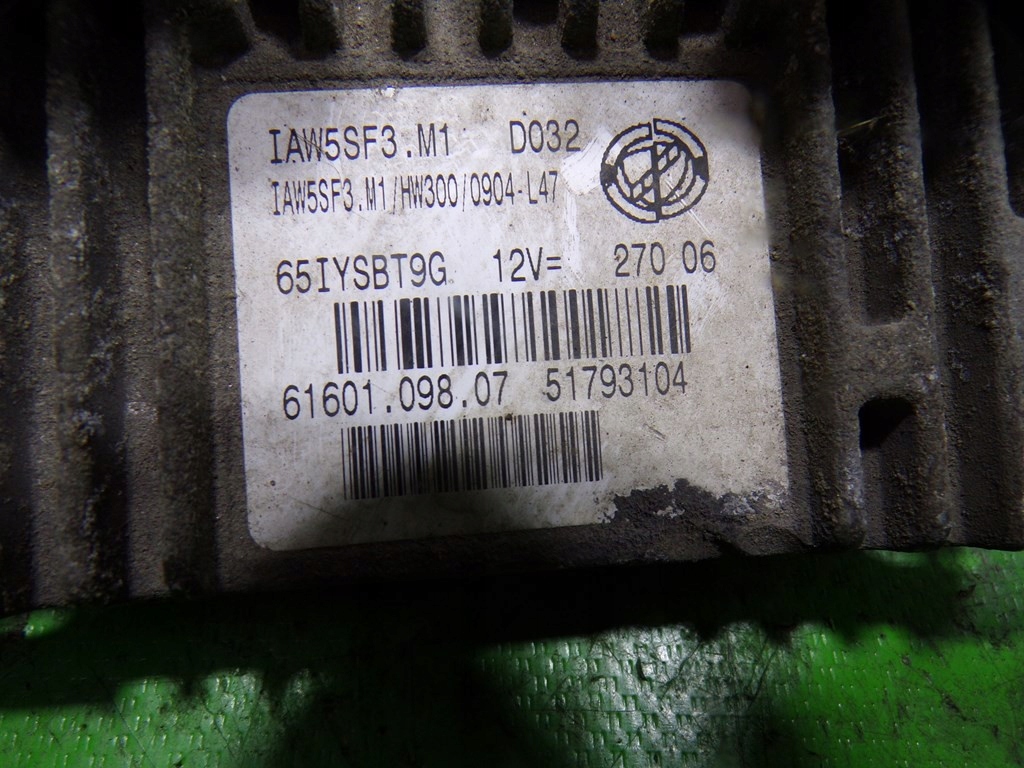 IAW5SF3.M1 D032
IAW5SF3.M1/HW300/0904-L47
65IYSBT9G 12V= 270 06
61601.098.07 51793104